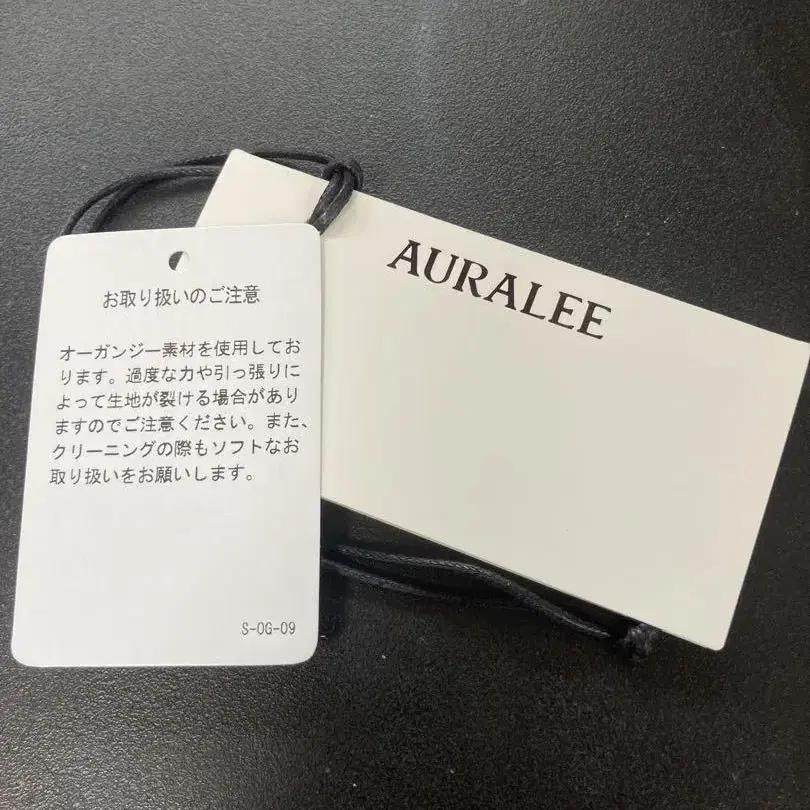 お取り扱いのご注意
オーガンジー素材を使用してお
ります。過度な力や引っ張りに
よって生地が裂ける場合があり
ますのでご注意ください。また、
クリーニングの際もソフトなお
取り扱いをお願いします。
S-OG-09
AURALEE